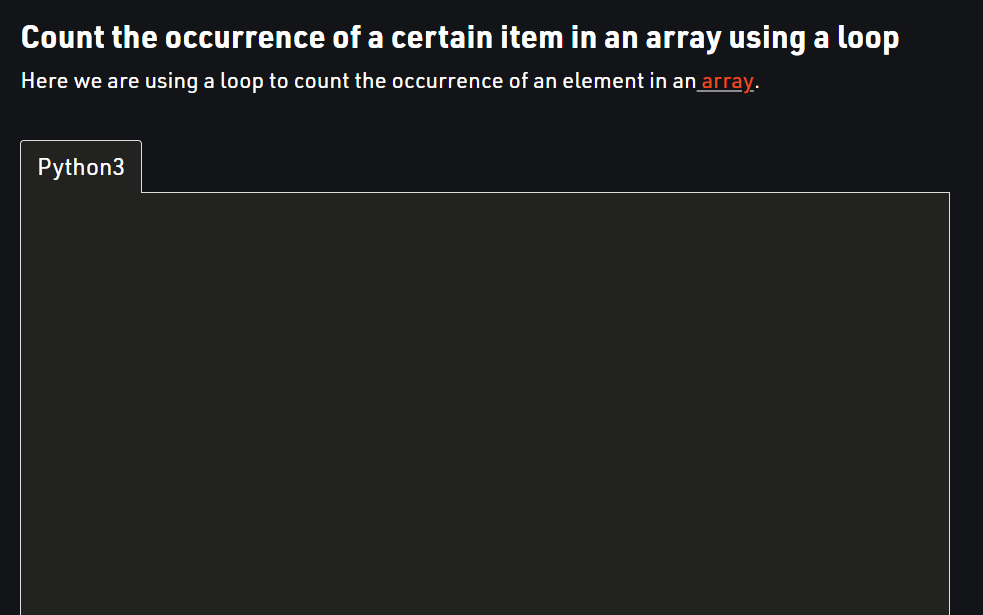 Count the occurrence of a certain item in an array using a loop
Here we are using a loop to count the occurrence of an element in an array.
Python3